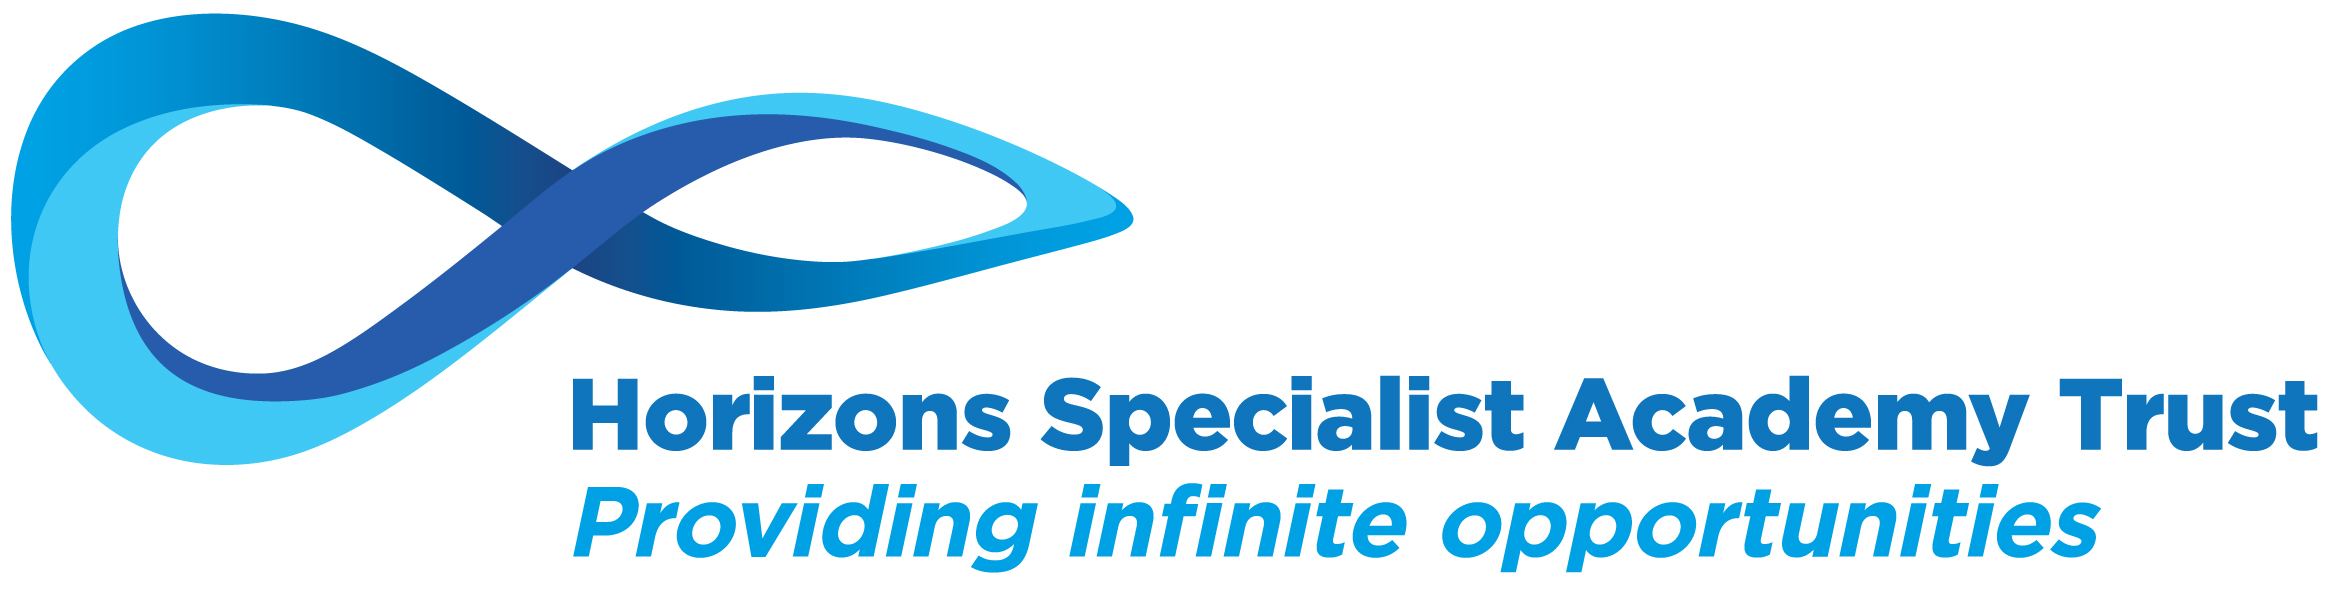 Horizons Specialist Academy Trust
Providing infinite opportunities